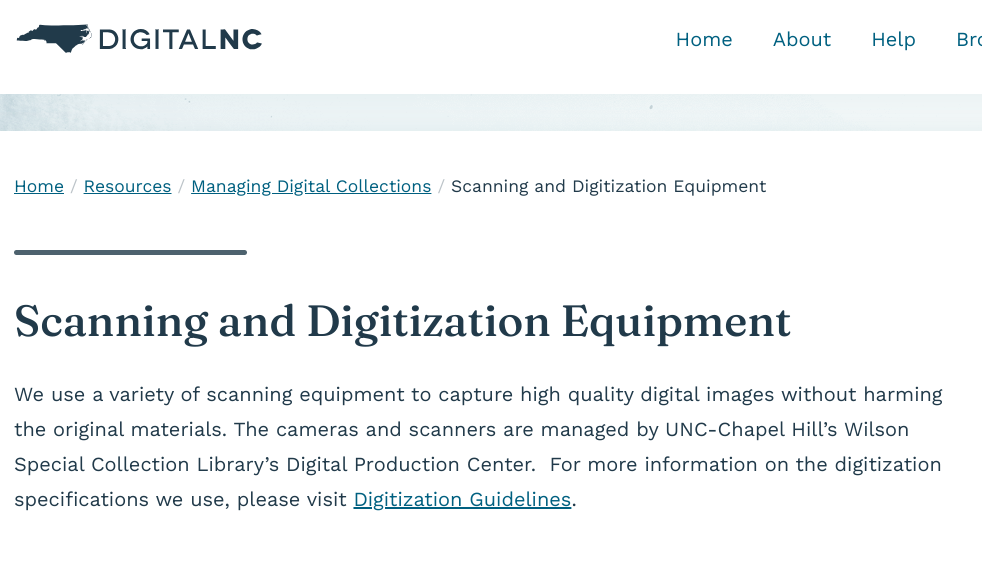 DIGITALNC
Home About Help
Home / Resources / Managing Digital Collections / Scanning and Digitization Equipment
Scanning and Digitization Equipment
We use a variety of scanning equipment to capture high quality digital images without harming
the original materials. The cameras and scanners are managed by UNC-Chapel Hill’s Wilson
Special Collection Library’s Digital Production Center.  For more information on the digitization
specifications we use, please visit Digitization Guidelines.